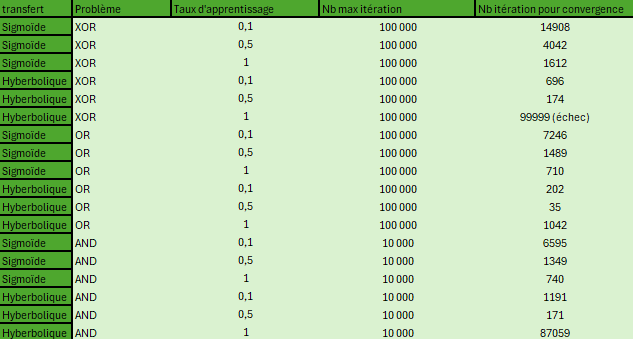 transfert Problème Taux d'apprentissage Nb max itération Nb itération pour convergence
Sigmoïde XOR 0,1 100 000 14908
Sigmoïde XOR 0,5 100 000 4042
Sigmoïde XOR 1 100 000 1612
Hyberbolique XOR 0,1 100 000 696
Hyberbolique XOR 0,5 100 000 174
Hyberbolique XOR 1 100 000 99999 (échec)
Sigmoïde OR 0,1 100 000 7246
Sigmoïde OR 0,5 100 000 1489
Sigmoïde OR 1 100 000 710
Hyberbolique OR 0,1 100 000 202
Hyberbolique OR 0,5 100 000 35
Hyberbolique OR 1 100 000 1042
Sigmoïde AND 0,1 10 000 6595
Sigmoïde AND 0,5 10 000 1349
Sigmoïde AND 1 10 000 740
Hyberbolique AND 0,1 10 000 1191
Hyberbolique AND 0,5 10 000 171
Hyberbolique AND 1 10 000 87059